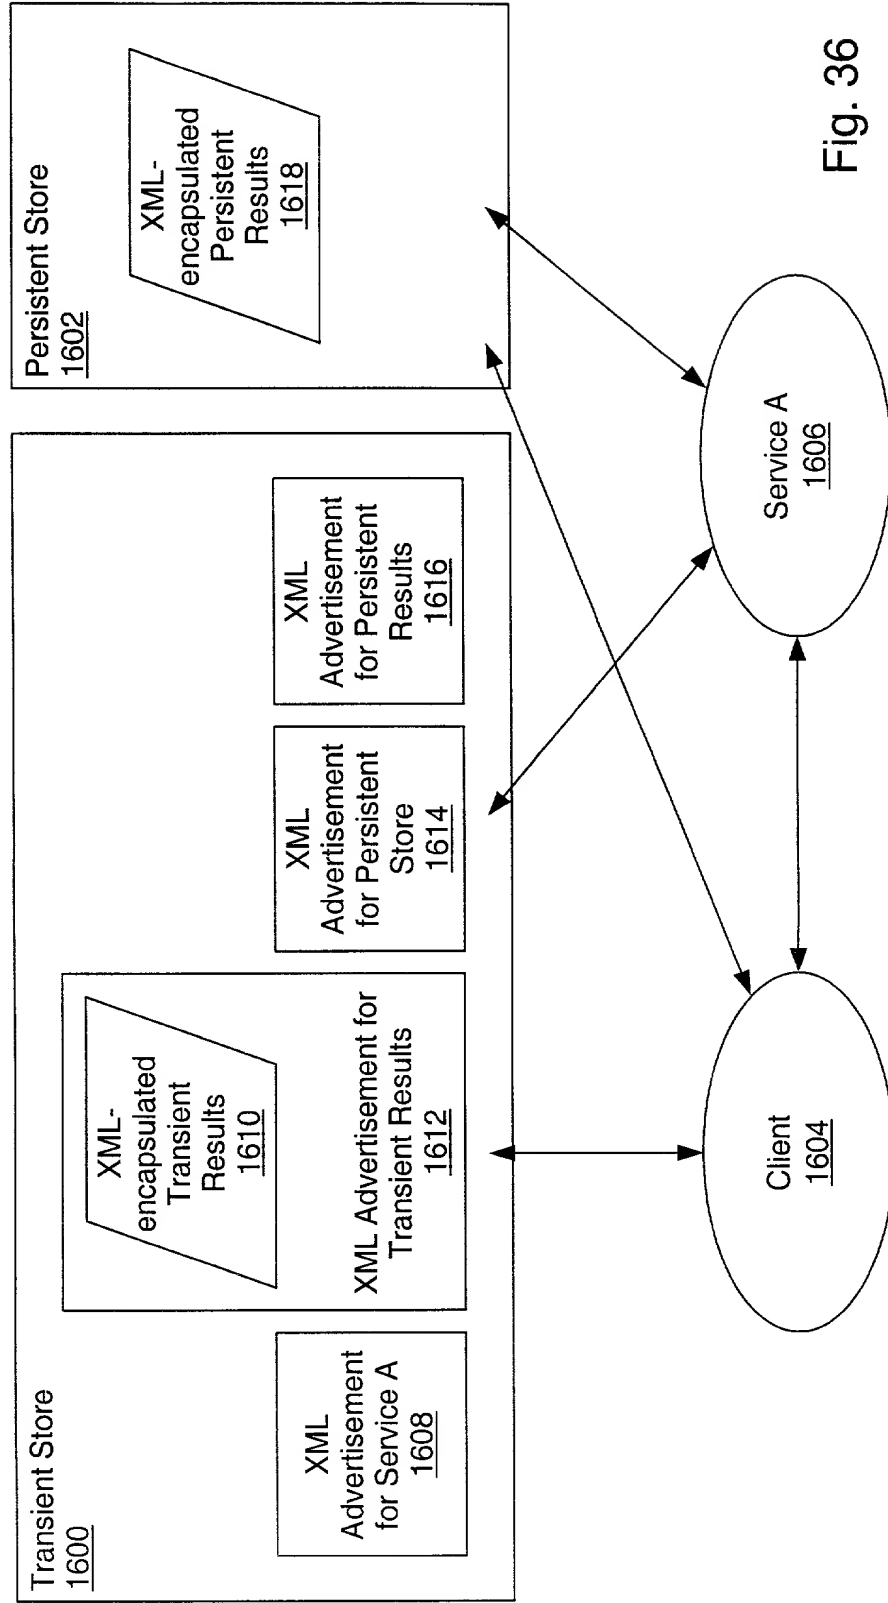 Transient Store
1600
XML
Advertisement
for Service A
1608
XML-
encapsulated
Transient
Results
1610
XML Advertisement for
Transient Results
1612
XML
Advertisement
for Persistent
Store
1614
XML
Advertisement
for Persistent
Results
1616
Persistent Store
1602
XML-
encapsulated
Persistent
Results
1618
Client
1604
Service A
1606
Fig. 36